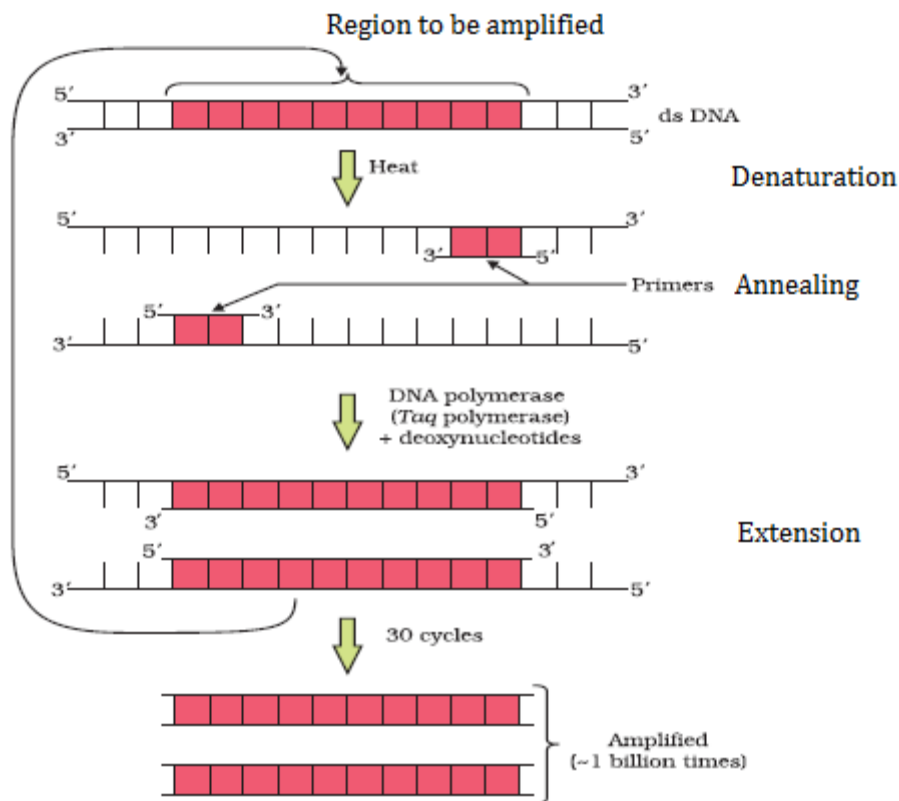 Region to be amplified
5′ 3′
ds DNA
3′ 5′
Heat
Denaturation
5′ 3′
3′ 5′
Primers Annealing
5′ 3′
3′ 5′
DNA polymerase
(Taq polymerase)
+ deoxynucleotides
5′ 3′
3′ 5′
Extension
5′ 3′
3′ 5′
30 cycles
Amplified
(~1 billion times)